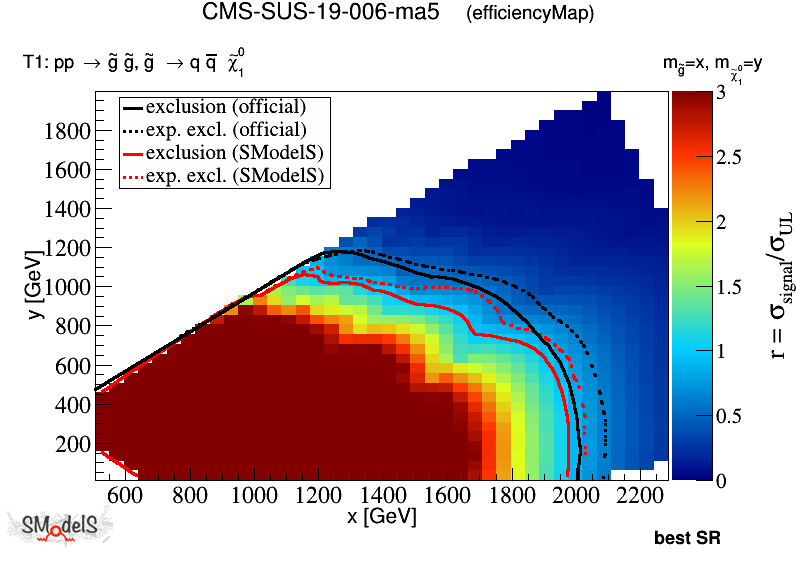 CMS-SUS-19-006-ma5 (efficiencyMap)
T1: pp → g̃ g̃, g̃ → q q̅ χ̃₁⁰
m_g̃=x, m_χ̃₁⁰=y
exclusion (official)
exp. excl. (official)
exclusion (SModelS)
exp. excl. (SModelS)
y [GeV]
1800
1600
1400
1200
1000
800
600
400
200
600 800 1000 1200 1400 1600 1800 2000 2200
x [GeV]
3
2.5
2
1.5
1
0.5
0
r = σ_signal/σ_UL
SModelS
best SR